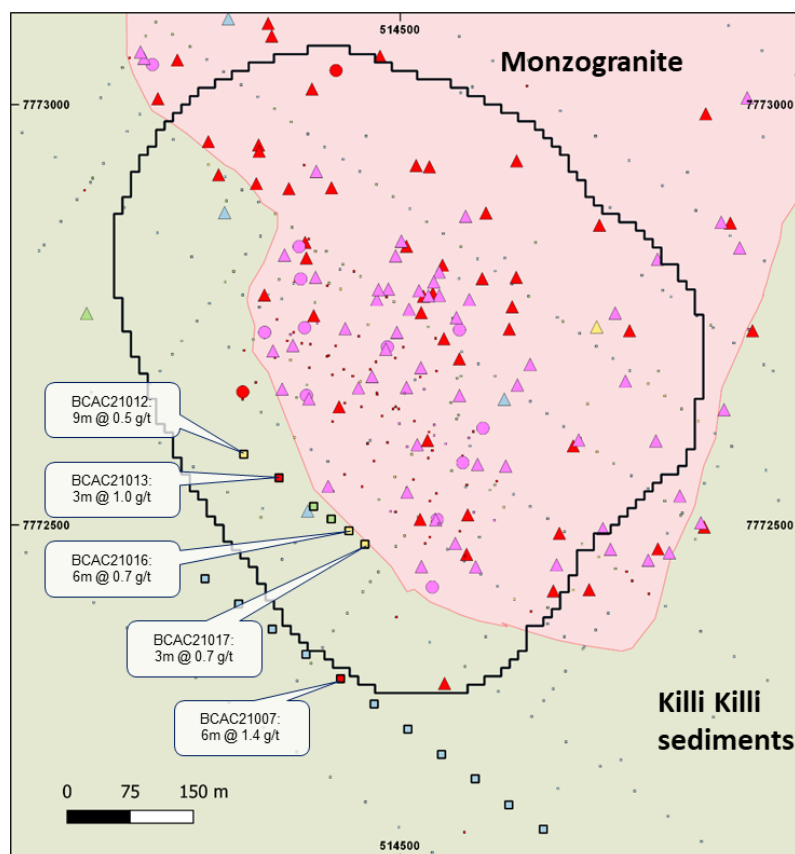 514500
Monzogranite
7773000
7773000
BCAC21012:
9m @ 0.5 g/t
BCAC21013:
3m @ 1.0 g/t
7772500
7772500
BCAC21016:
6m @ 0.7 g/t
BCAC21017:
3m @ 0.7 g/t
BCAC21007:
6m @ 1.4 g/t
Killi Killi
sediments
0 75 150 m
514500